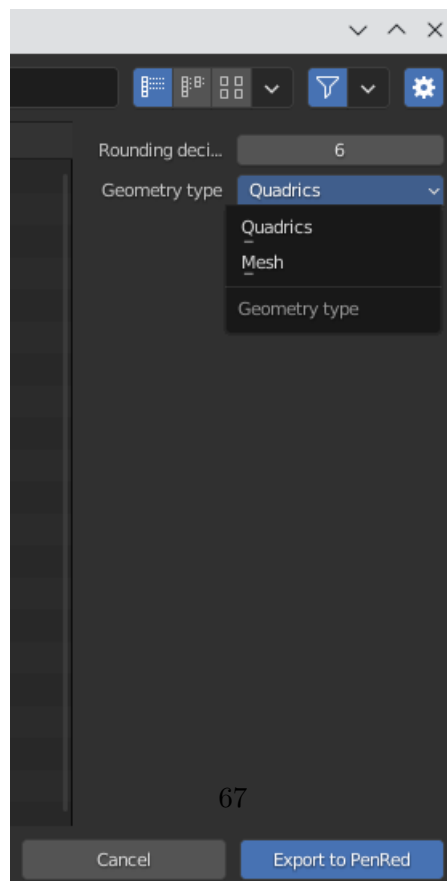 Rounding deci... 6
Geometry type Quadrics
Quadrics
Mesh
Geometry type
67
Cancel Export to PenRed